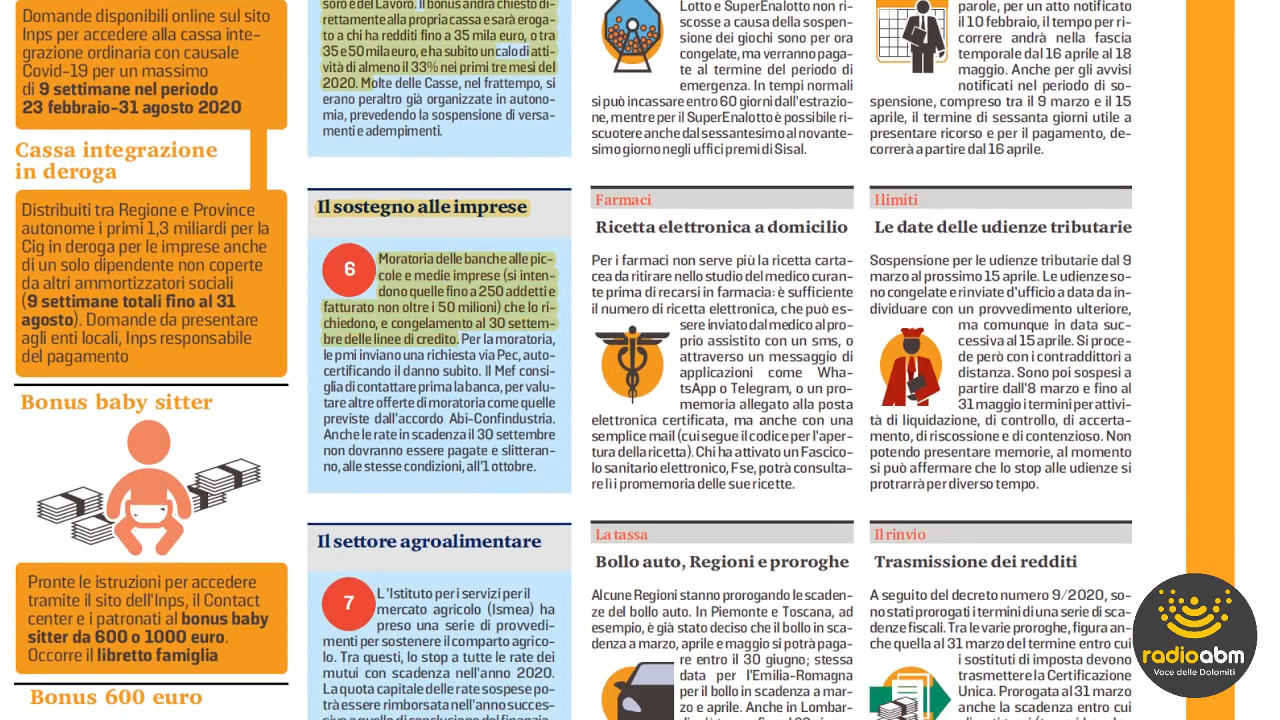 Domande disponibili online sul sito
Inps per accedere alla cassa inte-
grazione ordinaria con causale
Covid-19 per un massimo
di 9 settimane nel periodo
23 febbraio-31 agosto 2020
Cassa integrazione
in deroga
Distribuiti tra Regione e Province
autonome i primi 1,3 miliardi per la
Cig in deroga per le imprese anche
di un solo dipendente non coperte
da altri ammortizzatori sociali
(9 settimane totali fino al 31
agosto). Domande da presentare
agli enti locali, Inps responsabile
del pagamento
Bonus baby sitter
Pronte le istruzioni per accedere
tramite il sito dell'Inps, il Contact
center e i patronati al bonus baby
sitter da 600 o 1000 euro.
Occorre il libretto famiglia
Bonus 600 euro
soro e del Lavoro. Il bonus andrà chiesto di-
rettamente alla propria cassa e sarà eroga-
to a chi ha redditi fino a 35 mila euro, o tra
35 e 50 mila euro, e ha subito un calo di atti-
vità di almeno il 33% nei primi tre mesi del
2020. Molte delle Casse, nel frattempo, si
erano peraltro già organizzate in autono-
mia, prevedendo la sospensione di versa-
menti e adempimenti.
Il sostegno alle imprese
6
Moratoria delle banche alle pic-
cole e medie imprese (si inten-
dono quelle fino a 250 addetti e
fatturato non oltre i 50 milioni) che lo ri-
chiedono, e congelamento al 30 settem-
bre delle linee di credito. Per la moratoria,
le pmi inviano una richiesta via Pec, auto-
certificando il danno subito. Il Mef consi-
glia di contattare prima la banca, per valu-
tare altre offerte di moratoria come quelle
previste dall'accordo Abi-Confindustria.
Anche le rate in scadenza il 30 settembre
non dovranno essere pagate e slitteran-
no, alle stesse condizioni, all'1 ottobre.
Il settore agroalimentare
7
L'Istituto per i servizi per il
mercato agricolo (Ismea) ha
preso una serie di provvedi-
menti per sostenere il comparto agrico-
lo. Tra questi, lo stop a tutte le rate dei
mutui con scadenza nell'anno 2020.
La quota capitale delle rate sospese po-
trà essere rimborsata nell'anno succes-
Lotto e SuperEnalotto non ri-
scosse a causa della sospen-
sione dei giochi sono per ora
congelate, ma verranno paga-
te al termine del periodo di
emergenza. In tempi normali
si può incassare entro 60 giorni dall'estrazio-
ne, mentre per il SuperEnalotto è possibile ri-
scuotere anche dal sessantesimo al novante-
simo giorno negli uffici premi di Sisal.
Farmaci
Ricetta elettronica a domicilio
Per i farmaci non serve più la ricetta carta-
cea da ritirare nello studio del medico curan-
te prima di recarsi in farmacia: è sufficiente
il numero di ricetta elettronica, che può es-
sere inviato dal medico al pro-
prio assistito con un sms, o
attraverso un messaggio di
applicazioni come Wha-
tsApp o Telegram, o un pro-
memoria allegato alla posta
elettronica certificata, ma anche con una
semplice mail (cui segue il codice per l'aper-
tura della ricetta). Chi ha attivato un Fascico-
lo sanitario elettronico, Fse, potrà consulta-
re lì i promemoria delle sue ricette.
La tassa
Bollo auto, Regioni e proroghe
Alcune Regioni stanno prorogando le scaden-
ze del bollo auto. In Piemonte e Toscana, ad
esempio, è già stato deciso che il bollo in sca-
denza a marzo, aprile e maggio si potrà paga-
re entro il 30 giugno; stessa
data per l'Emilia-Romagna
per il bollo in scadenza a mar-
zo e aprile. Anche in Lombar-
parole, per un atto notificato
il 10 febbraio, il tempo per ri-
correre andrà nella fascia
temporale dal 16 aprile al 18
maggio. Anche per gli avvisi
notificati nel periodo di so-
spensione, compreso tra il 9 marzo e il 15
aprile, il termine di sessanta giorni utile a
presentare ricorso e per il pagamento, de-
correrà a partire dal 16 aprile.
I limiti
Le date delle udienze tributarie
Sospensione per le udienze tributarie dal 9
marzo al prossimo 15 aprile. Le udienze so-
no congelate e rinviate d'ufficio a data da in-
dividuare con un provvedimento ulteriore,
ma comunque in data suc-
cessiva al 15 aprile. Si proce-
de però con i contraddittori a
distanza. Sono poi sospesi a
partire dall'8 marzo e fino al
31 maggio i termini per attivi-
tà di liquidazione, di controllo, di accerta-
mento, di riscossione e di contenzioso. Non
potendo presentare memorie, al momento
si può affermare che lo stop alle udienze si
protrarrà per diverso tempo.
Il rinvio
Trasmissione dei redditi
A seguito del decreto numero 9/2020, so-
no stati prorogati i termini di una serie di sca-
denze fiscali. Tra le varie proroghe, figura an-
che quella al 31 marzo del termine entro cui
i sostituti di imposta devono
trasmettere la Certificazione
Unica. Prorogata al 31 marzo
anche la scadenza entro cui
radioabm
Voce delle Dolomiti